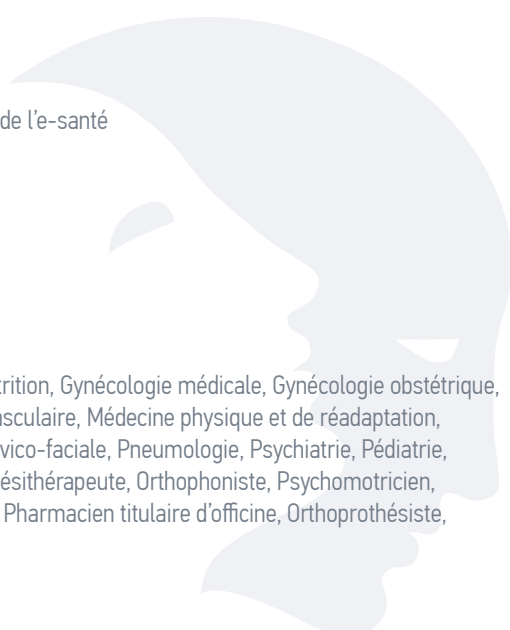 de l’e-santé
trition, Gynécologie médicale, Gynécologie obstétrique,
asculaire, Médecine physique et de réadaptation,
vico-faciale, Pneumologie, Psychiatrie, Pédiatrie,
ésithérapeute, Orthophoniste, Psychomotricien,
Pharmacien titulaire d’officine, Orthoprothésiste,